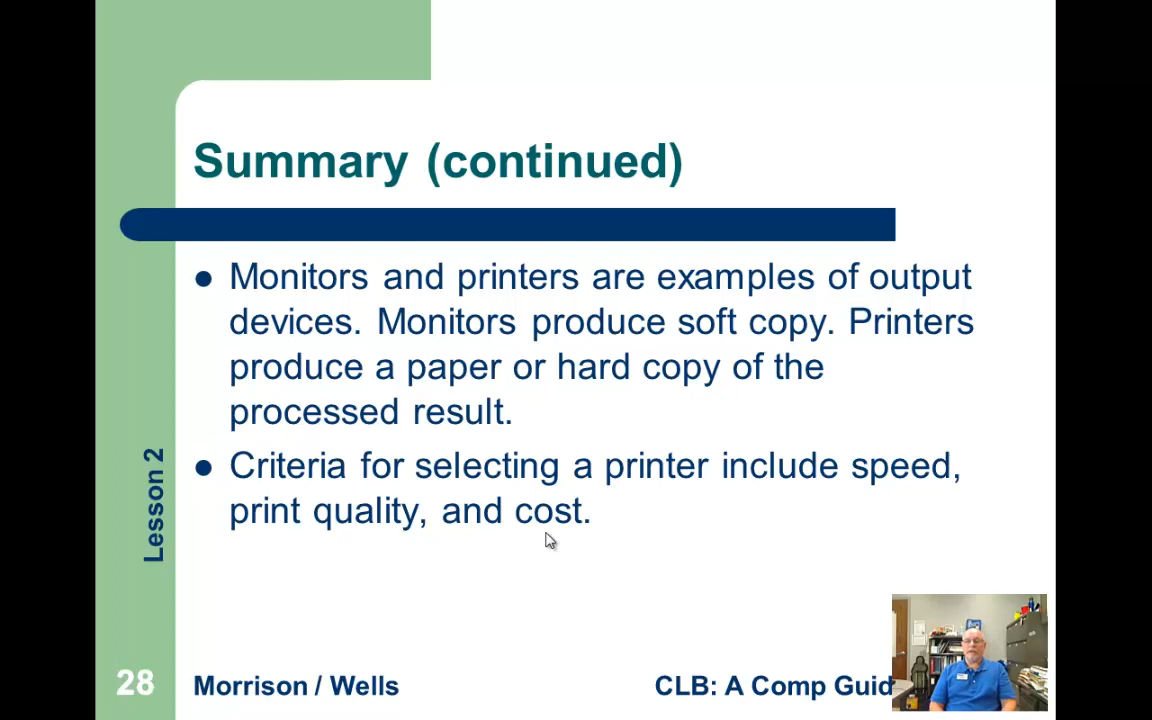 Summary (continued)
● Monitors and printers are examples of output
devices. Monitors produce soft copy. Printers
produce a paper or hard copy of the
processed result.
● Criteria for selecting a printer include speed,
print quality, and cost.
Lesson 2
28
Morrison / Wells
CLB: A Comp Guid